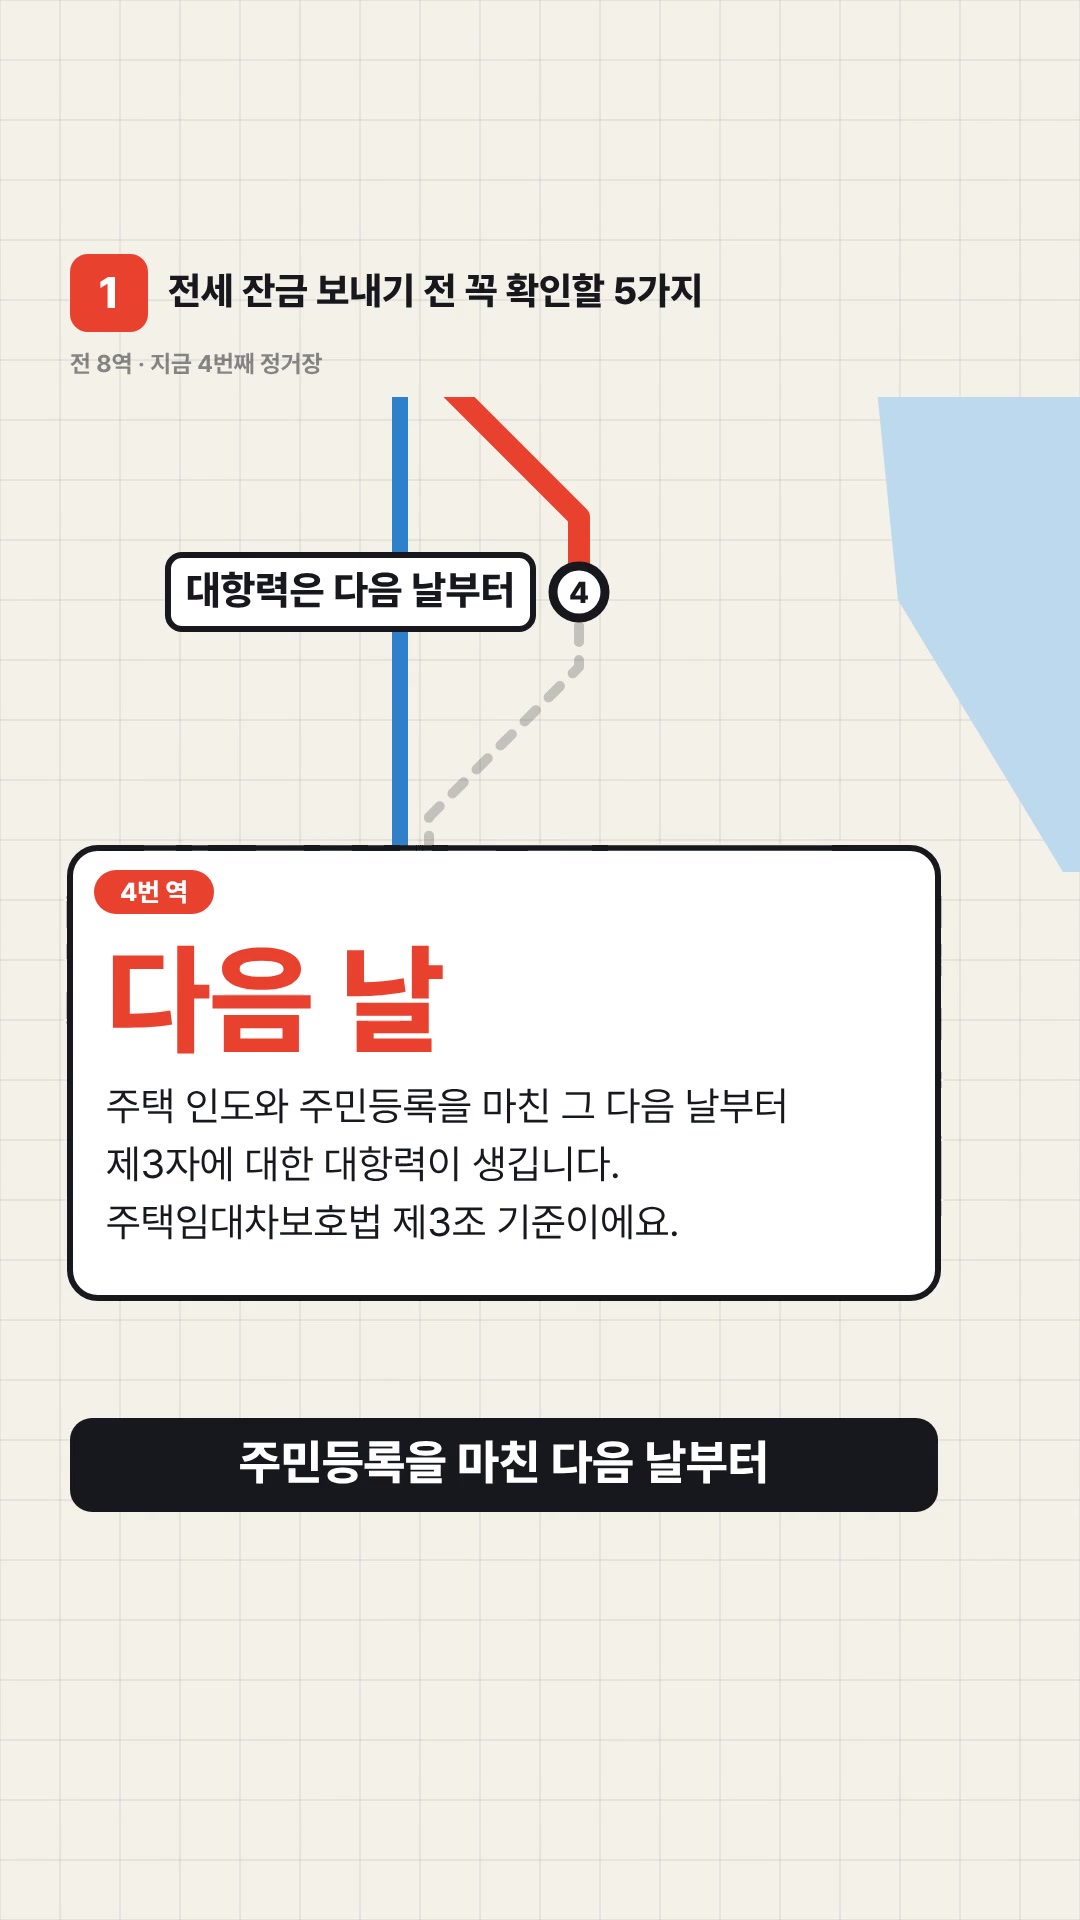 1
전세 잔금 보내기 전 꼭 확인할 5가지
전 8역 · 지금 4번째 정거장
대항력은 다음 날부터
4
4번 역
다음 날
주택 인도와 주민등록을 마친 그 다음 날부터
제3자에 대한 대항력이 생깁니다.
주택임대차보호법 제3조 기준이에요.
주민등록을 마친 다음 날부터